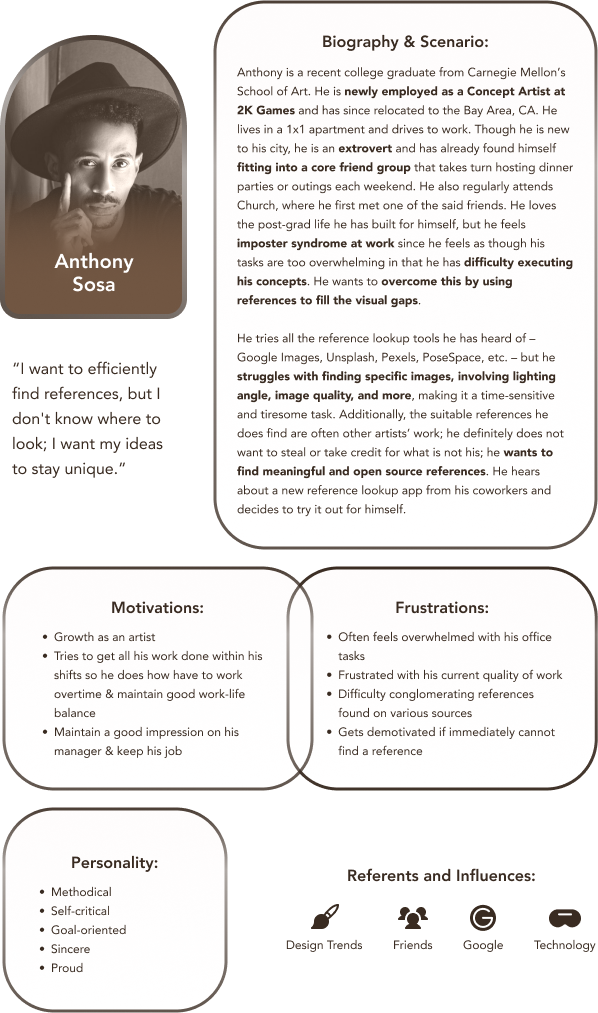 Anthony
Sosa
“I want to efficiently
find references, but I
don't know where to
look; I want my ideas
to stay unique.”
Biography & Scenario:
Anthony is a recent college graduate from Carnegie Mellon’s
School of Art. He is newly employed as a Concept Artist at
2K Games and has since relocated to the Bay Area, CA. He
lives in a 1x1 apartment and drives to work. Though he is new
to his city, he is an extrovert and has already found himself
fitting into a core friend group that takes turn hosting dinner
parties or outings each weekend. He also regularly attends
Church, where he first met one of the said friends. He loves
the post-grad life he has built for himself, but he feels
imposter syndrome at work since he feels as though his
tasks are too overwhelming in that he has difficulty executing
his concepts. He wants to overcome this by using
references to fill the visual gaps.
He tries all the reference lookup tools he has heard of –
Google Images, Unsplash, Pexels, PoseSpace, etc. – but he
struggles with finding specific images, involving lighting
angle, image quality, and more, making it a time-sensitive
and tiresome task. Additionally, the suitable references he
does find are often other artists’ work; he definitely does not
want to steal or take credit for what is not his; he wants to
find meaningful and open source references. He hears
about a new reference lookup app from his coworkers and
decides to try it out for himself.
Motivations:
• Growth as an artist
• Tries to get all his work done within his
shifts so he does how have to work
overtime & maintain good work-life
balance
• Maintain a good impression on his
manager & keep his job
Frustrations:
• Often feels overwhelmed with his office
tasks
• Frustrated with his current quality of work
• Difficulty conglomerating references
found on various sources
• Gets demotivated if immediately cannot
find a reference
Personality:
• Methodical
• Self-critical
• Goal-oriented
• Sincere
• Proud
Referents and Influences:
Design Trends Friends Google Technology